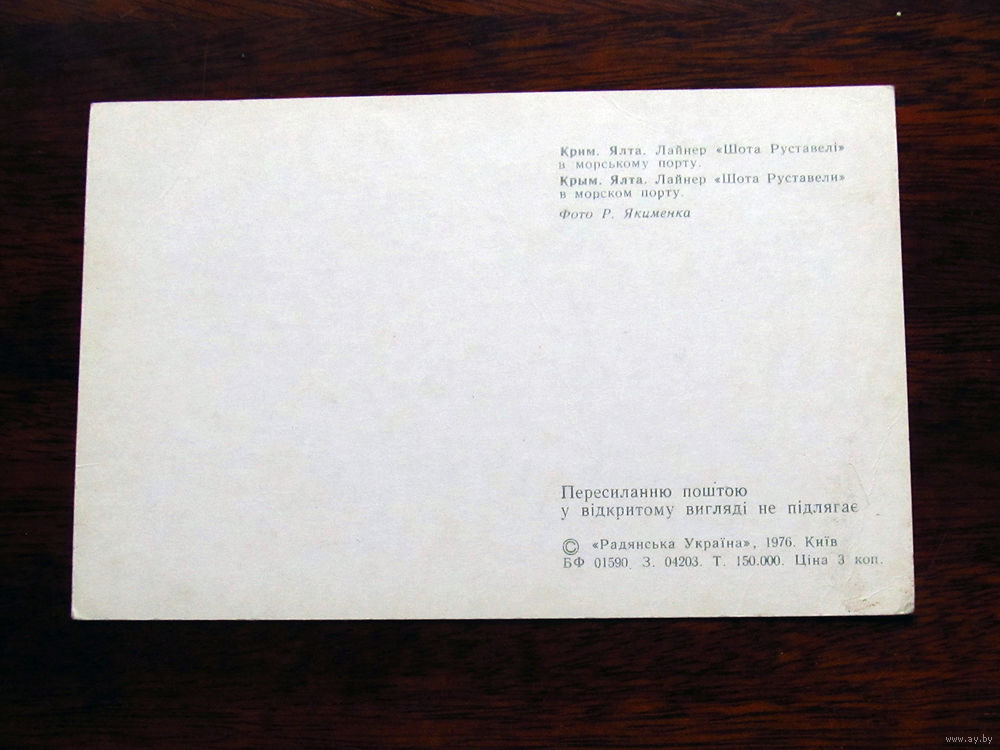 Крим. Ялта. Лайнер «Шота Руставелі»
в морському порту.
Крым. Ялта. Лайнер «Шота Руставели»
в морском порту.
Фото Р. Якименка
Пересиланню поштою
у відкритому вигляді не підлягає
© «Радянська Україна», 1976. Київ
БФ 01590. З. 04203. Т. 150.000. Ціна 3 коп.
www.ay.by